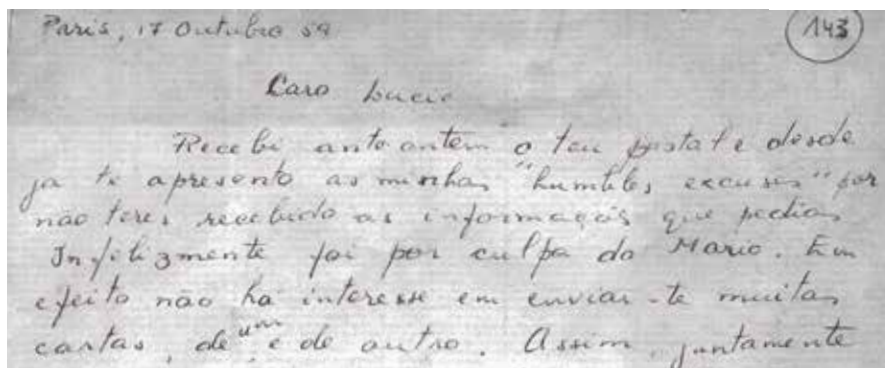 Paris, 17 Outubro 59
143
Caro Lucio
Recebi anteontem o teu postal e desde
ja te apresento as minhas "humbles excuses" por
não teres recebido as informações que pedias
Infelizmente foi por culpa do Mario. Em
efeito não ha interesse em enviar-te muitas
cartas, de um e de outro. Assim, juntamente